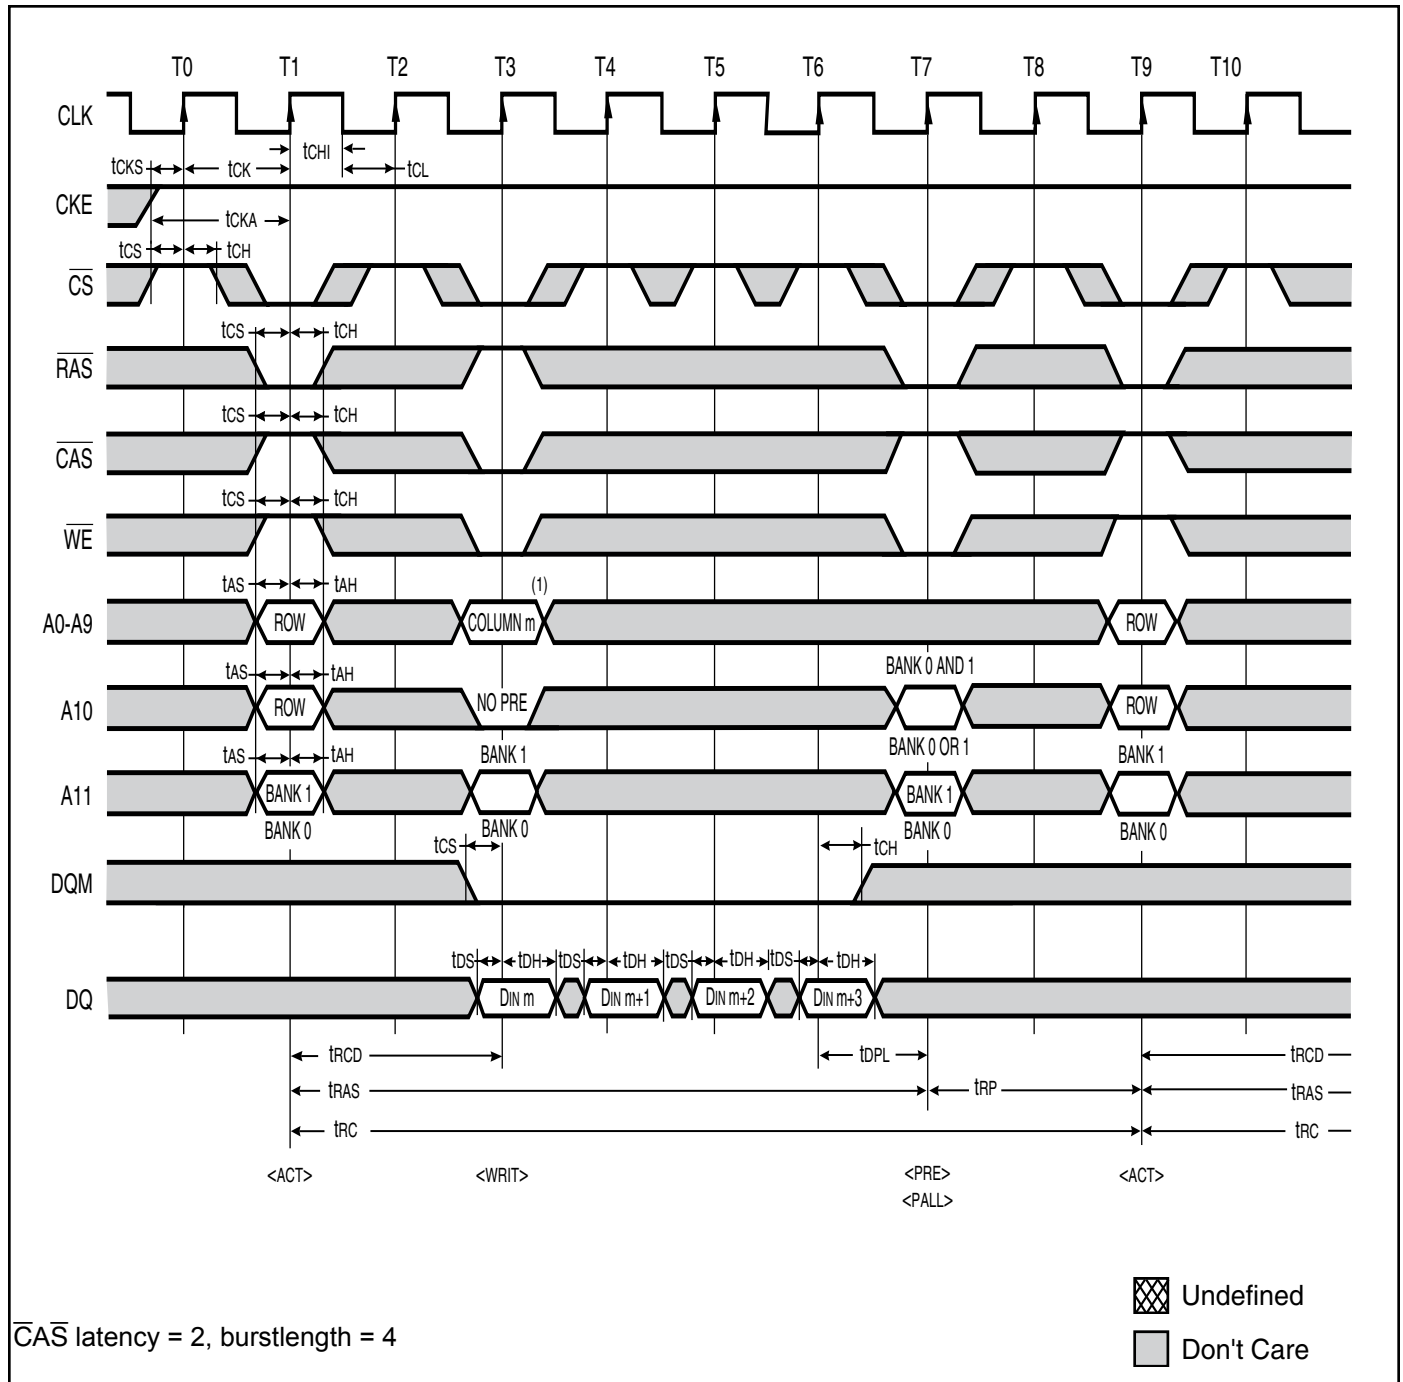 T0 T1 T2 T3 T4 T5 T6 T7 T8 T9 T10
CLK
tCHI
tCKS tCK tCL
CKE
tCKA
tCS tCH
CS
tCS tCH
RAS
tCS tCH
CAS
tCS tCH
WE
tAS tAH (1)
A0-A9 ROW COLUMN m ROW
BANK 0 AND 1
tAS tAH
A10 ROW NO PRE ROW
BANK 0 OR 1
tAS tAH BANK 1 BANK 1
A11 BANK 1 BANK 1
BANK 0 BANK 0 BANK 0 BANK 0
tCS tCH
DQM
tDS tDH tDS tDH tDS tDH tDS tDH
DQ DIN m DIN m+1 DIN m+2 DIN m+3
tRCD tDPL tRCD
tRAS tRP tRAS
tRC tRC
<ACT> <WRIT> <PRE> <ACT>
<PALL>
Undefined
CAS latency = 2, burstlength = 4
Don't Care